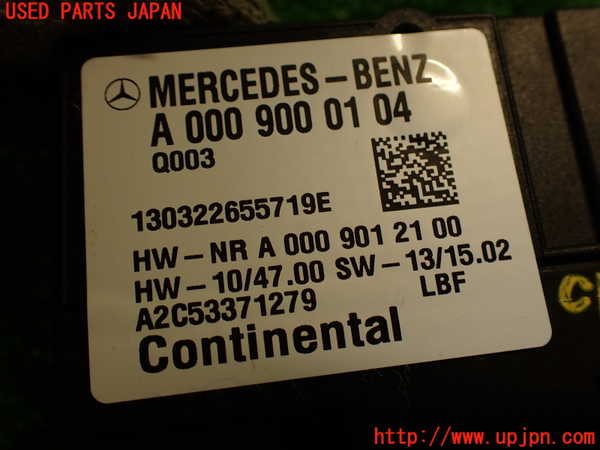 USED PARTS JAPAN
MERCEDES-BENZ
A 000 900 01 04
Q003
130322655719E
HW-NR A 000 901 21 00
HW-10/47.00 SW-13/15.02
A2C53371279 LBF
Continental
http://www.upjpn.com/